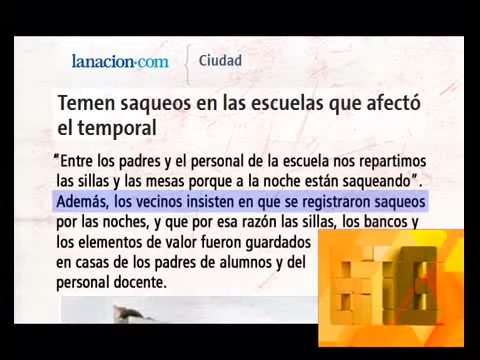 lanacion.com Ciudad
Temen saqueos en las escuelas que afectó
el temporal
"Entre los padres y el personal de la escuela nos repartimos
las sillas y las mesas porque a la noche están saqueando".
Además, los vecinos insisten en que se registraron saqueos
por las noches, y que por esa razón las sillas, los bancos y
los elementos de valor fueron guardados
en casas de los padres de alumnos y del
personal docente.